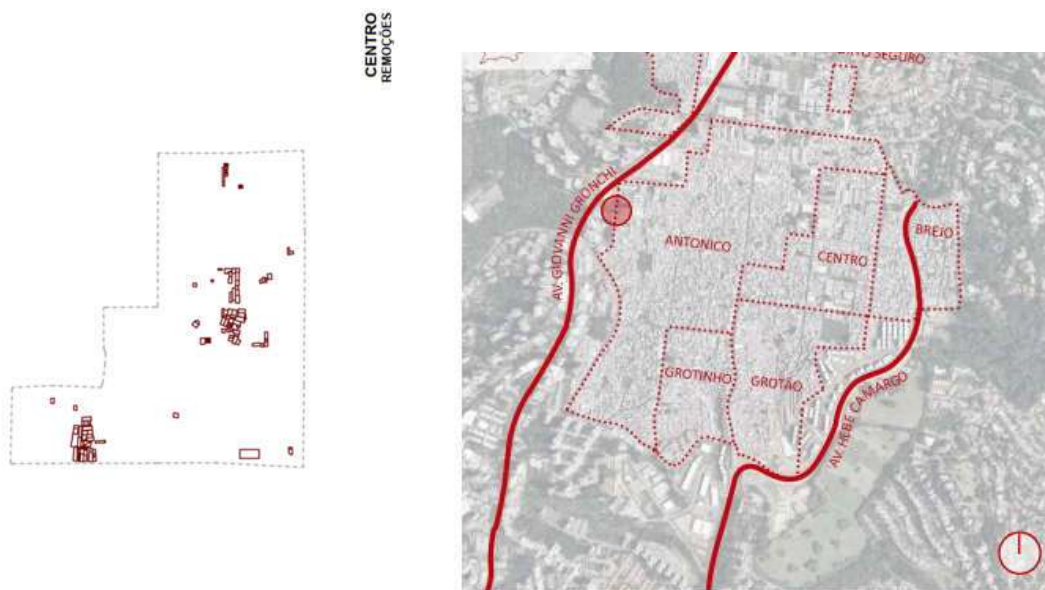 CENTRO
REMOÇÕES
SEGURO
AV. GIOVANNI GRONCHI
ANTONICO
CENTRO
BREJO
GROTINHO
GROTÃO
AV. HEBE CAMARGO